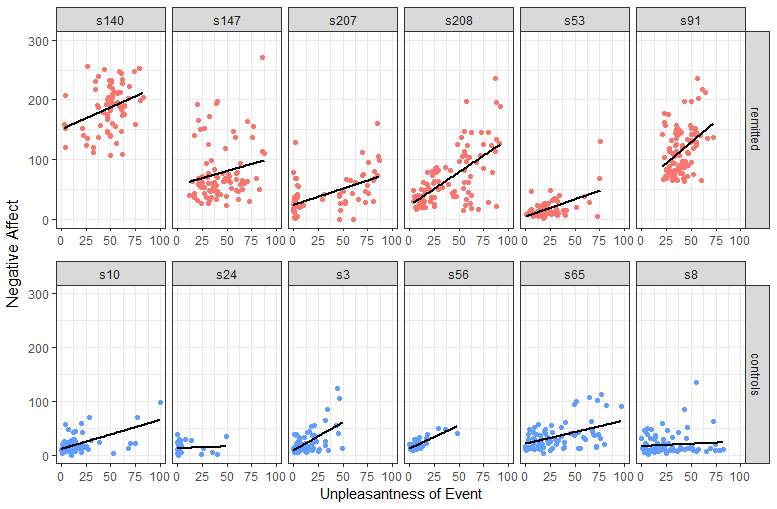 s140 s147 s207 s208 s53 s91
300
200
100
0
remitted
0 25 50 75 100 0 25 50 75 100 0 25 50 75 100 0 25 50 75 100 0 25 50 75 100 0 25 50 75 100
Negative Affect
s10 s24 s3 s56 s65 s8
300
200
100
0
controls
0 25 50 75 100 0 25 50 75 100 0 25 50 75 100 0 25 50 75 100 0 25 50 75 100 0 25 50 75 100
Unpleasantness of Event